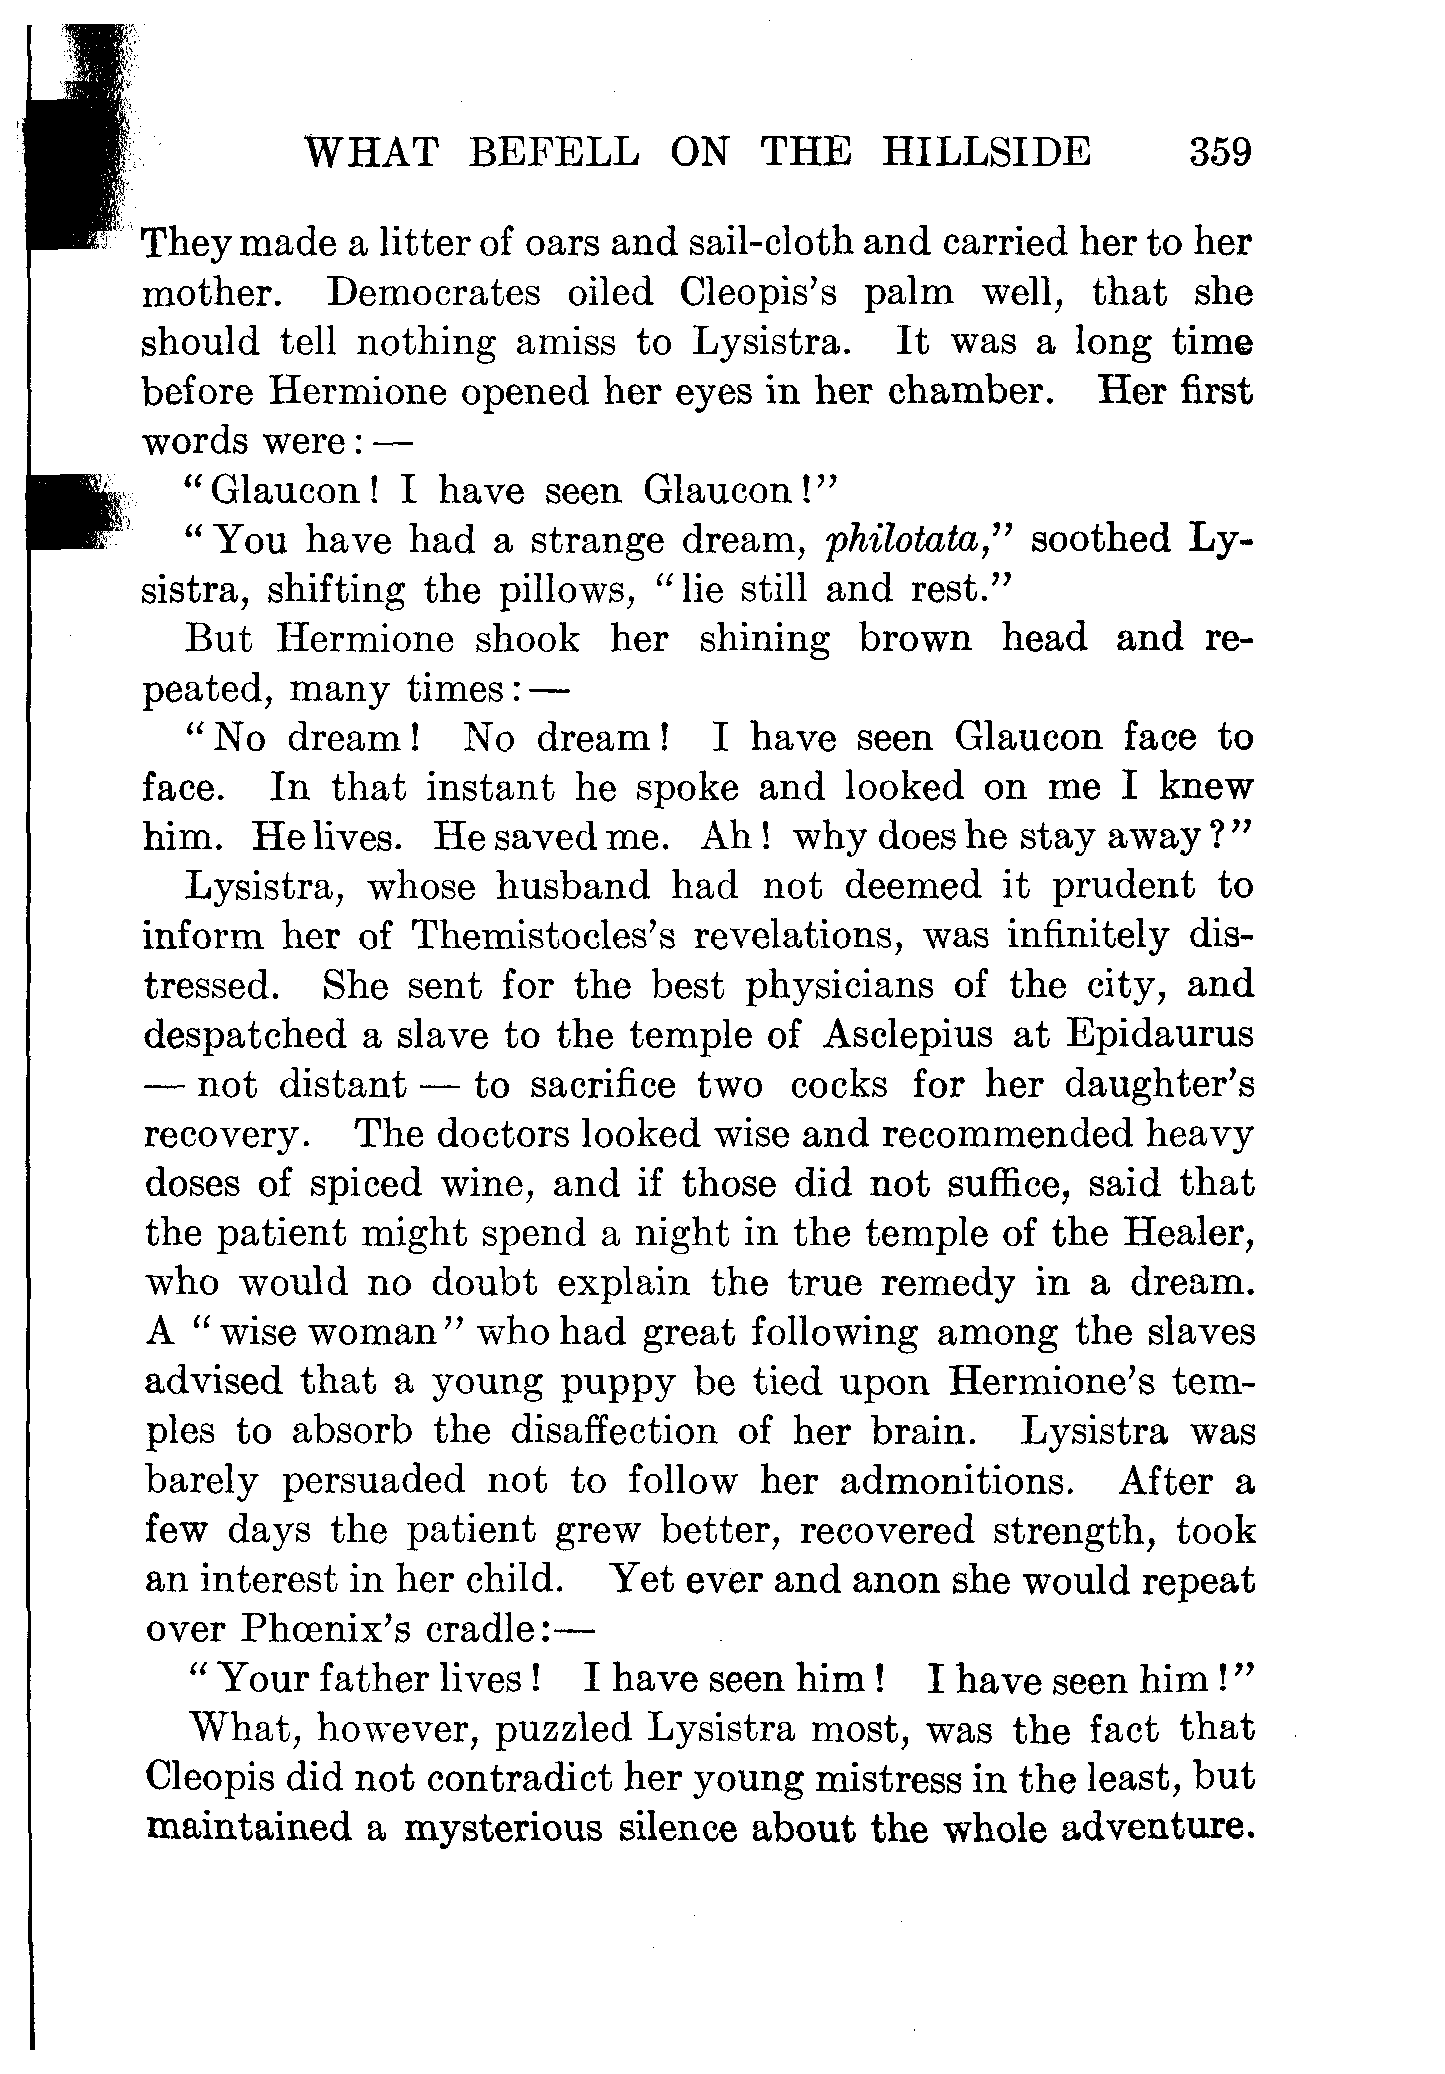 WHAT BEFELL ON THE HILLSIDE 359
They made a litter of oars and sail-cloth and carried her to her
mother. Democrates oiled Cleopis's palm well, that she
should tell nothing amiss to Lysistra. It was a long time
before Hermione opened her eyes in her chamber. Her first
words were: —
"Glaucon! I have seen Glaucon!"
"You have had a strange dream, philotata," soothed Ly-
sistra, shifting the pillows, "lie still and rest."
But Hermione shook her shining brown head and re-
peated, many times: —
"No dream! No dream! I have seen Glaucon face to
face. In that instant he spoke and looked on me I knew
him. He lives. He saved me. Ah! why does he stay away?"
Lysistra, whose husband had not deemed it prudent to
inform her of Themistocles's revelations, was infinitely dis-
tressed. She sent for the best physicians of the city, and
despatched a slave to the temple of Asclepius at Epidaurus
— not distant — to sacrifice two cocks for her daughter's
recovery. The doctors looked wise and recommended heavy
doses of spiced wine, and if those did not suffice, said that
the patient might spend a night in the temple of the Healer,
who would no doubt explain the true remedy in a dream.
A "wise woman" who had great following among the slaves
advised that a young puppy be tied upon Hermione's tem-
ples to absorb the disaffection of her brain. Lysistra was
barely persuaded not to follow her admonitions. After a
few days the patient grew better, recovered strength, took
an interest in her child. Yet ever and anon she would repeat
over Phœnix's cradle:—
"Your father lives! I have seen him! I have seen him!"
What, however, puzzled Lysistra most, was the fact that
Cleopis did not contradict her young mistress in the least, but
maintained a mysterious silence about the whole adventure.